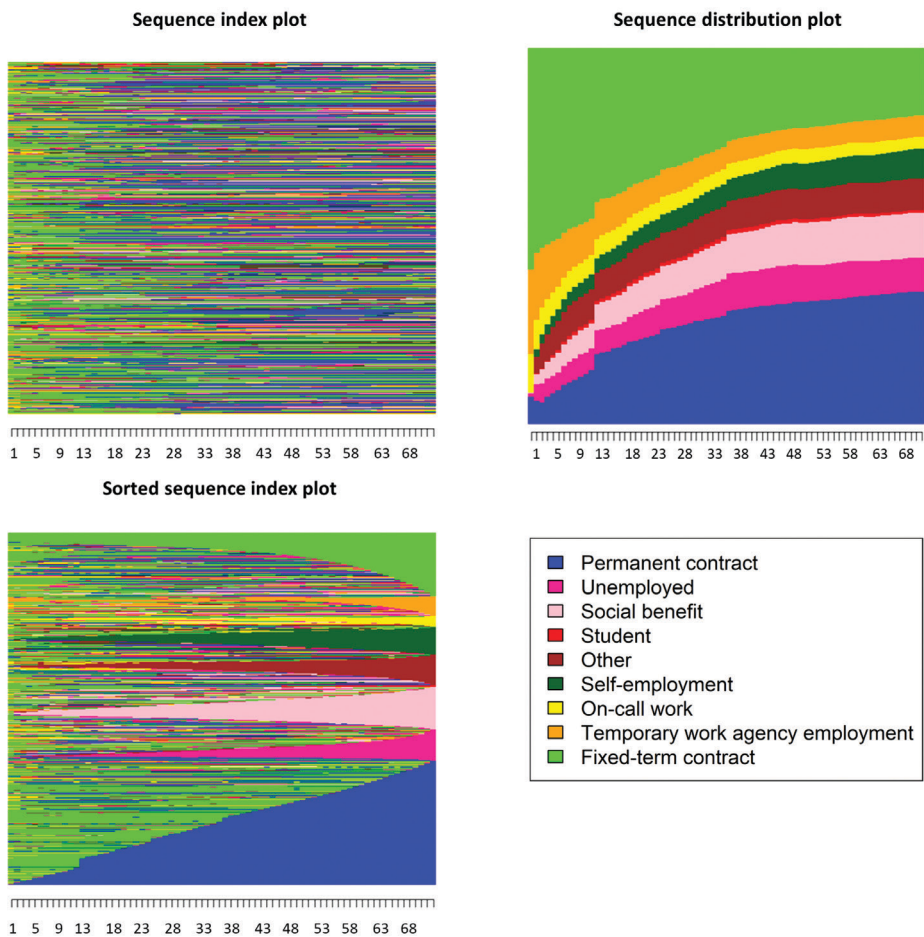 Sequence index plot
Sequence distribution plot
1 5 9 13 18 23 28 33 38 43 48 53 58 63 68
1 5 9 13 18 23 28 33 38 43 48 53 58 63 68
Sorted sequence index plot
Permanent contract
Unemployed
Social benefit
Student
Other
Self-employment
On-call work
Temporary work agency employment
Fixed-term contract
1 5 9 13 18 23 28 33 38 43 48 53 58 63 68